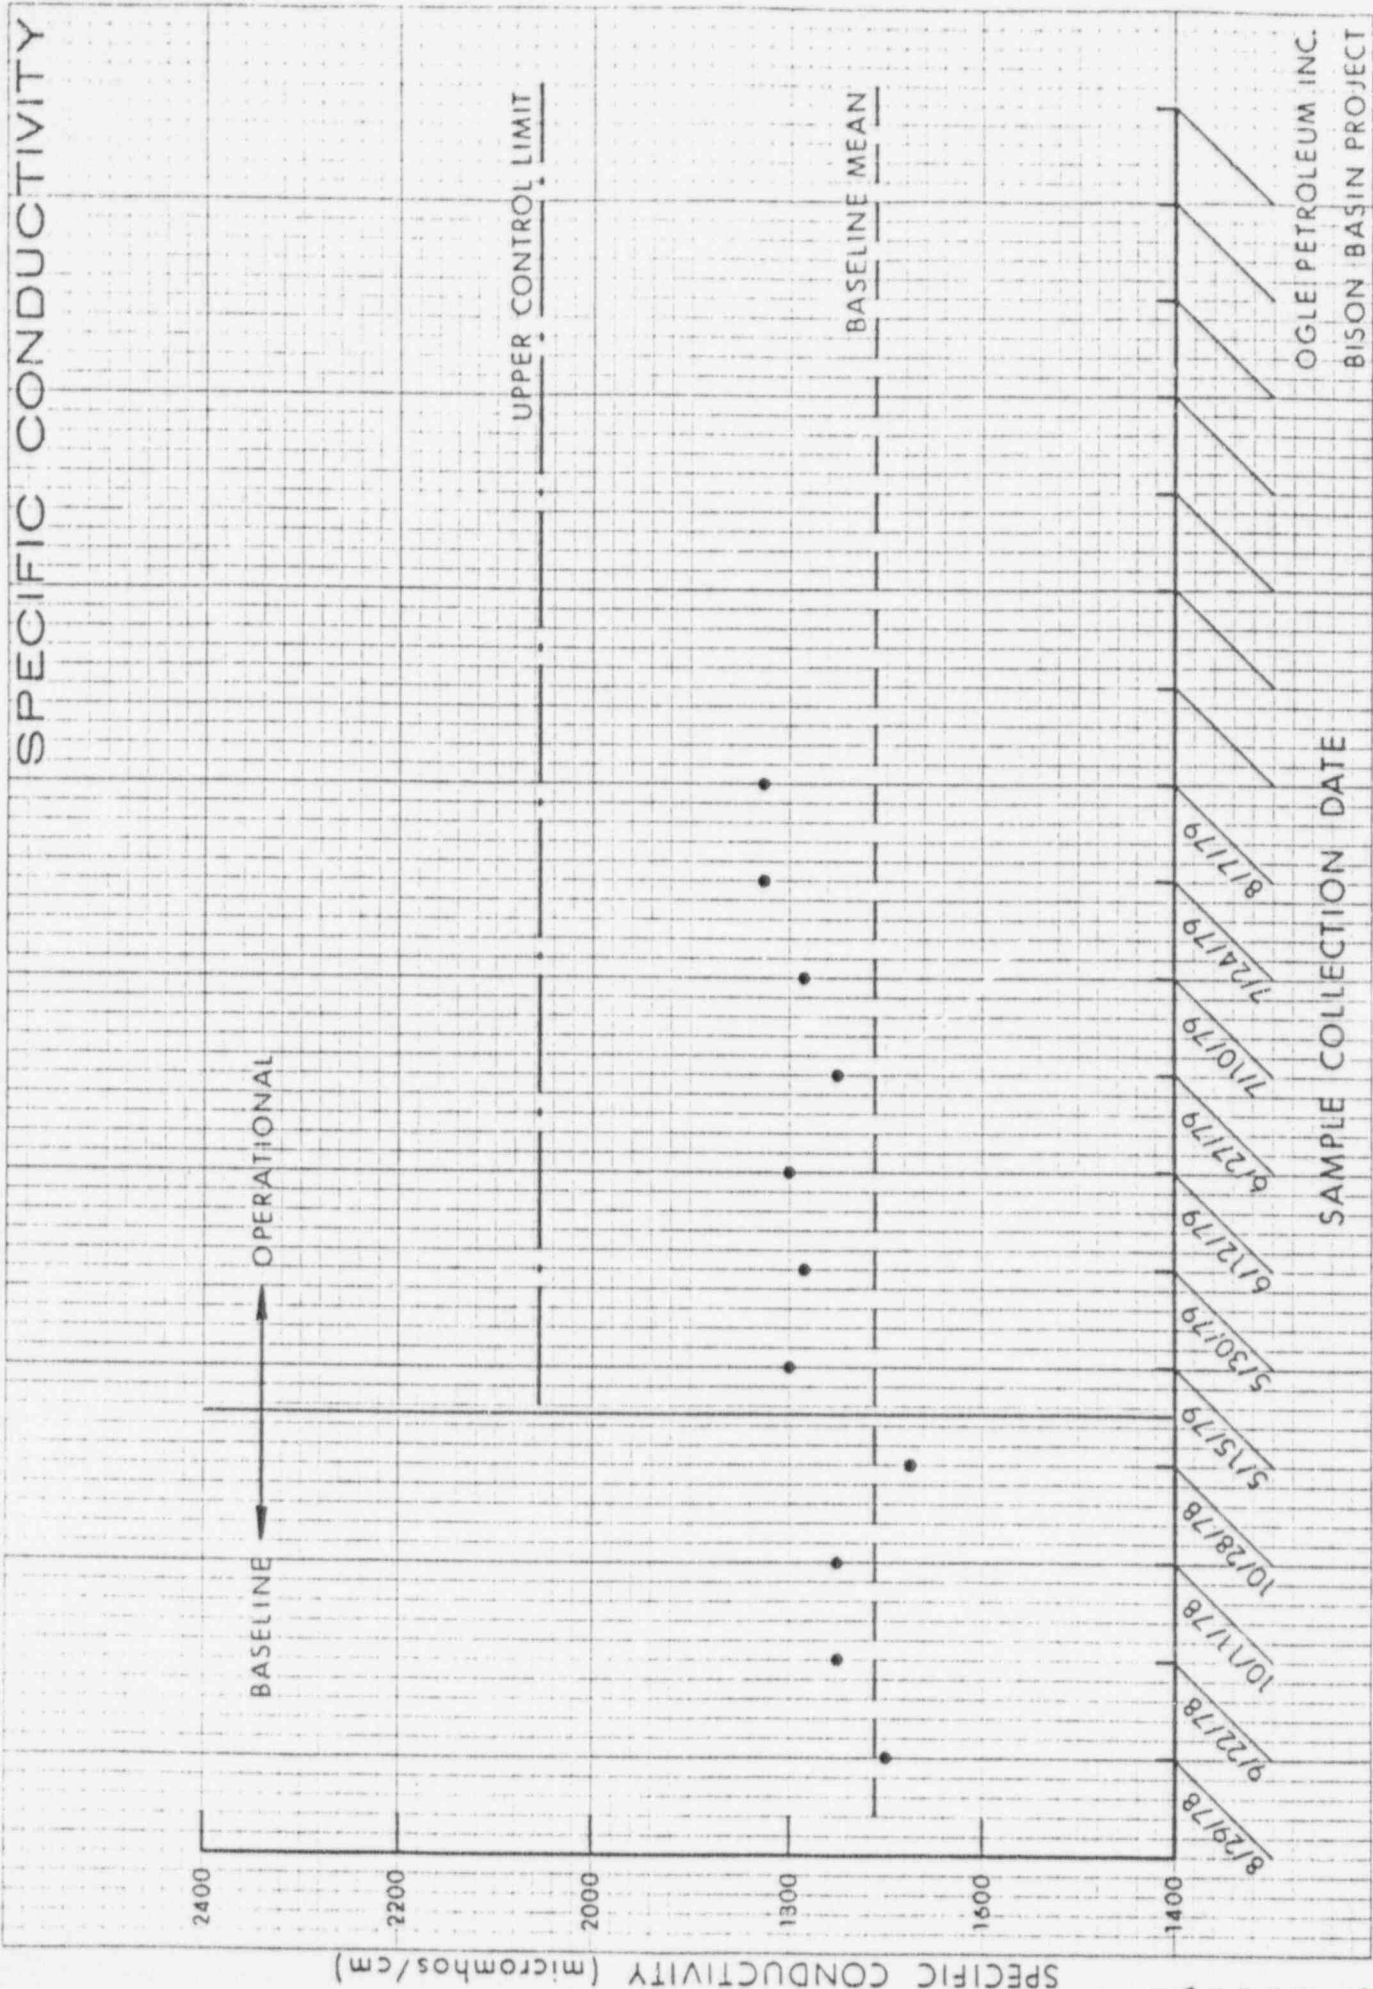 SPECIFIC CONDUCTIVITY
BASELINE
OPERATIONAL
UPPER CONTROL LIMIT
BASELINE MEAN
SPECIFIC CONDUCTIVITY (micromhos/cm)
2400
2200
2000
1800
1600
1400
8/29/78
9/22/78
10/11/78
10/28/78
5/15/79
5/30/79
6/12/79
6/27/79
7/10/79
7/24/79
8/7/79
SAMPLE COLLECTION DATE
OGLE PETROLEUM INC.
BISON BASIN PROJECT